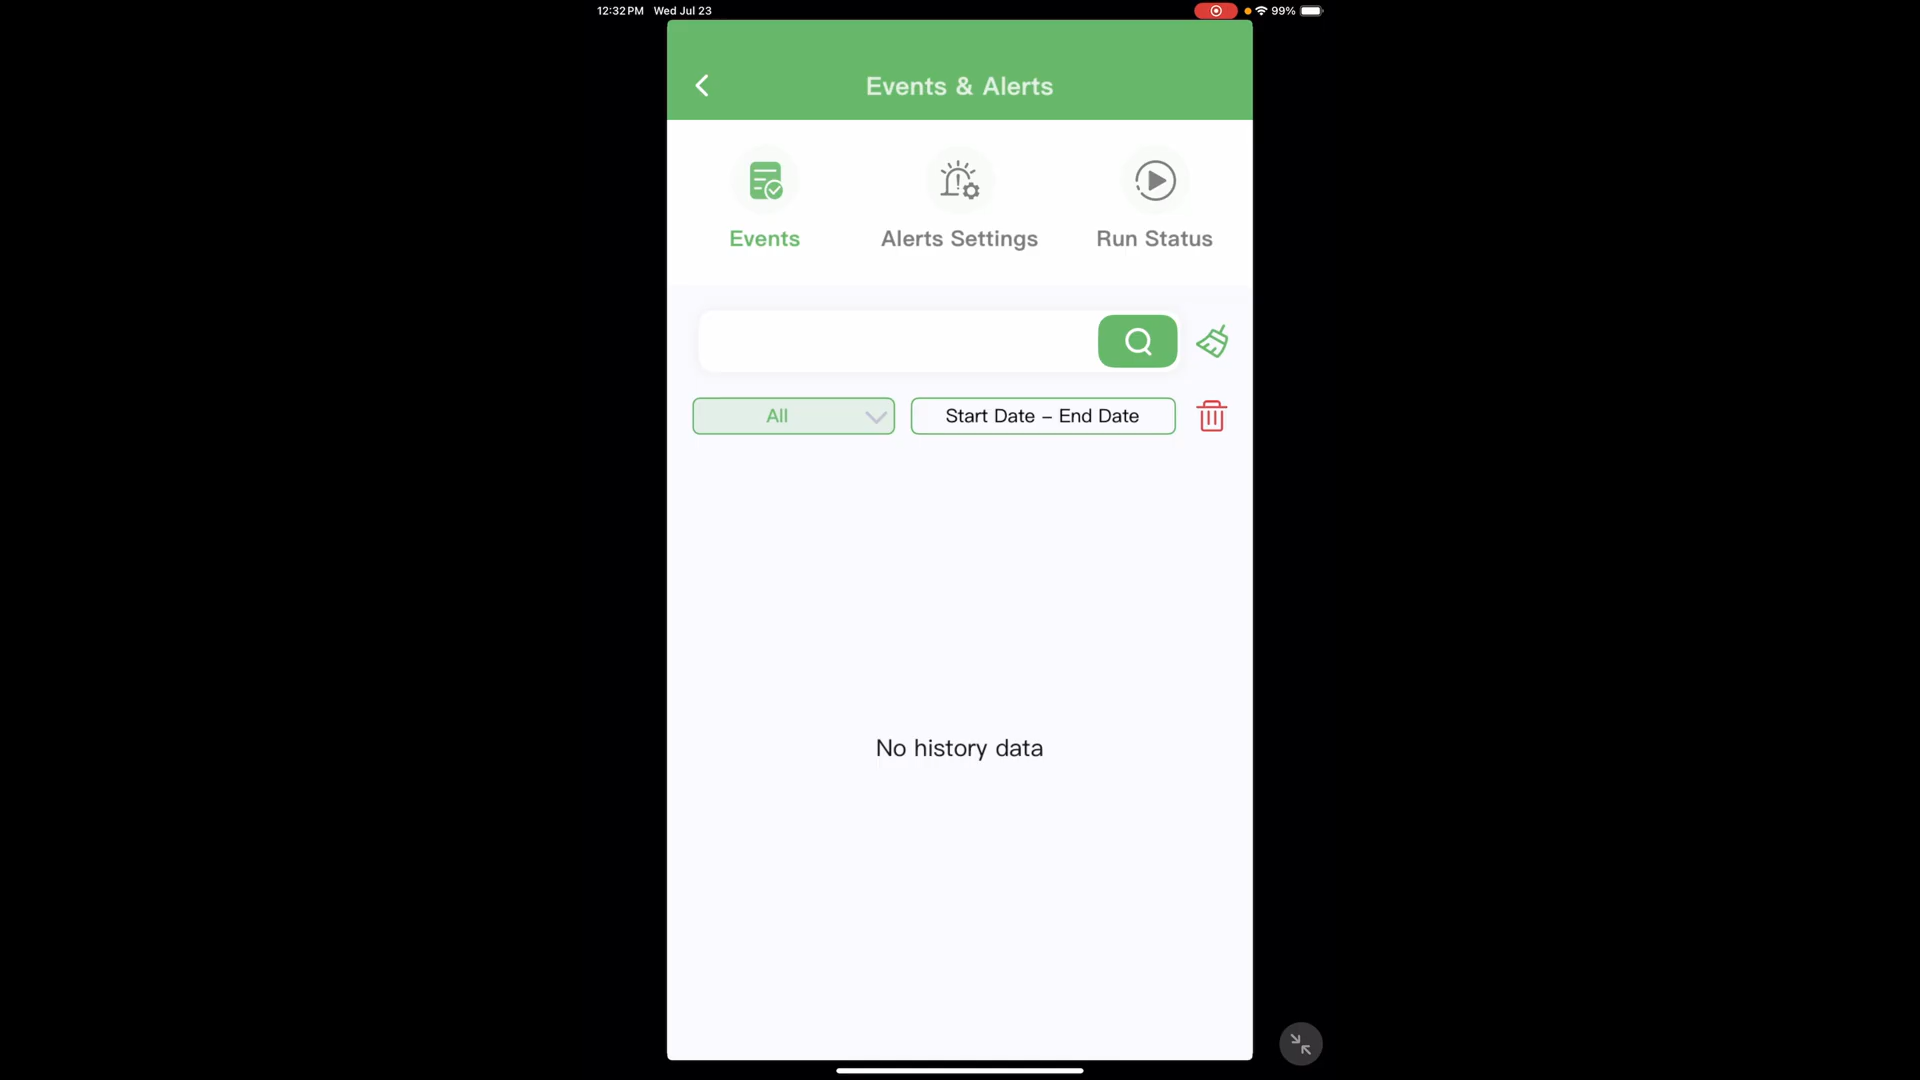 12:32 PM Wed Jul 23 99%
Events & Alerts
Events Alerts Settings Run Status
All Start Date – End Date
No history data